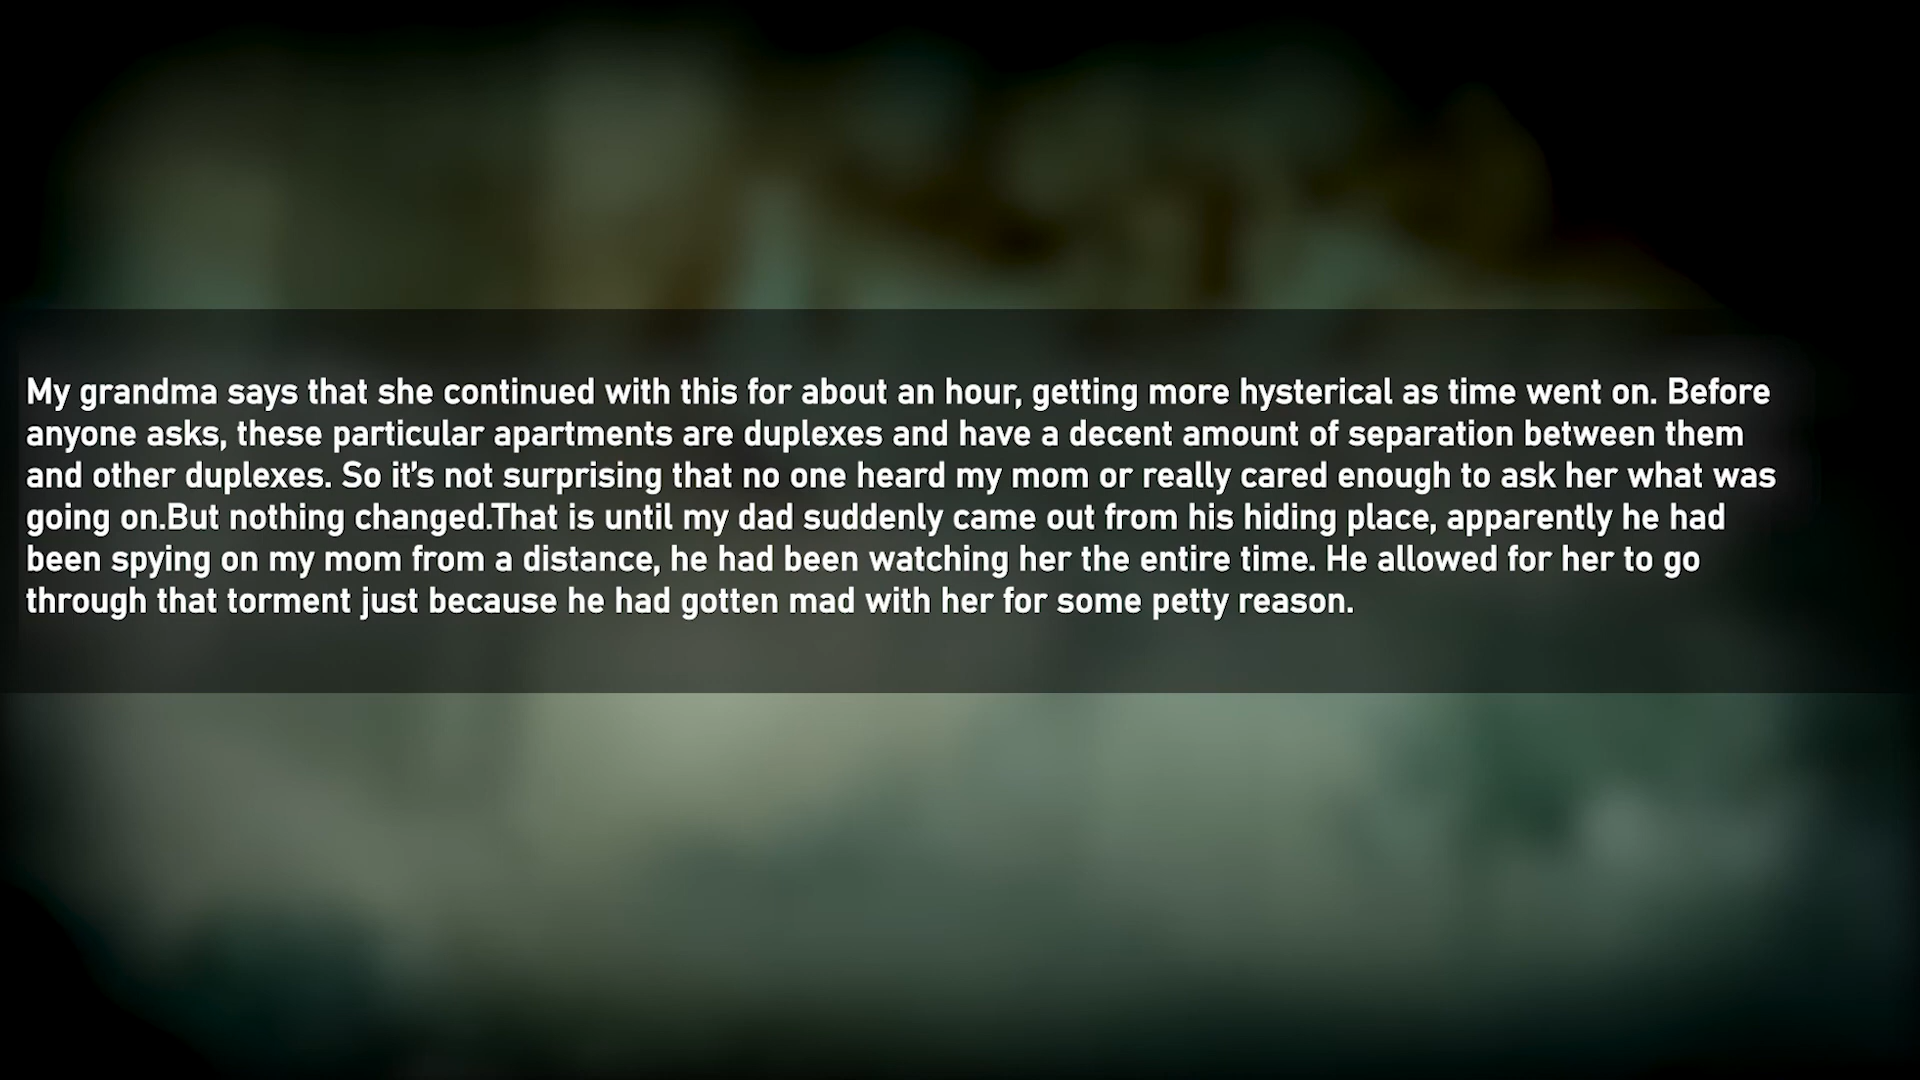 My grandma says that she continued with this for about an hour, getting more hysterical as time went on. Before
anyone asks, these particular apartments are duplexes and have a decent amount of separation between them
and other duplexes. So it's not surprising that no one heard my mom or really cared enough to ask her what was
going on.But nothing changed.That is until my dad suddenly came out from his hiding place, apparently he had
been spying on my mom from a distance, he had been watching her the entire time. He allowed for her to go
through that torment just because he had gotten mad with her for some petty reason.